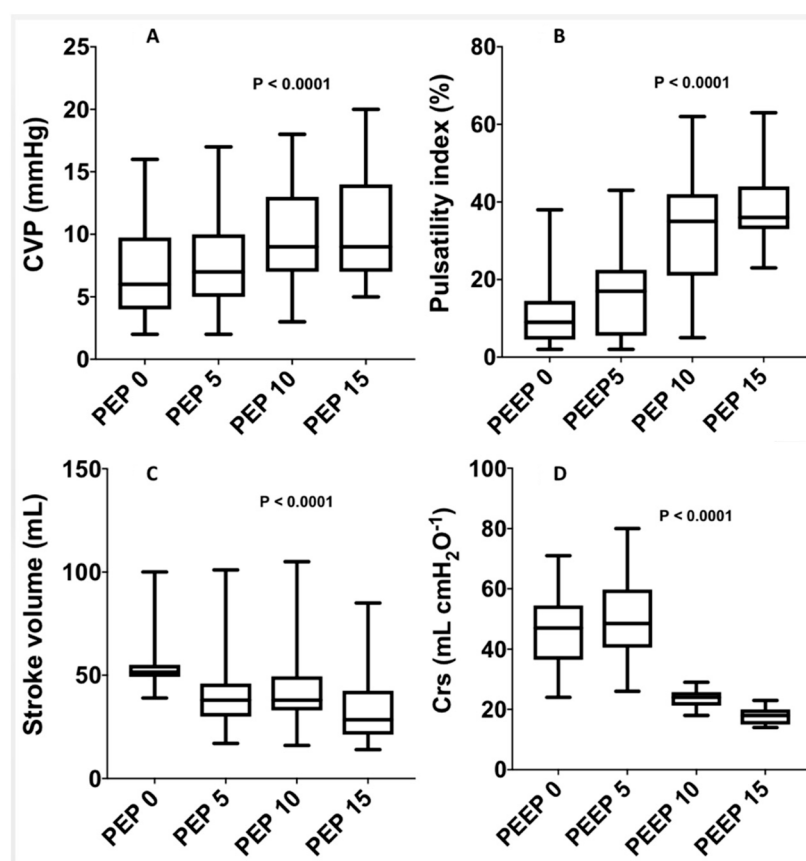 A
CVP (mmHg)
25
20
15
10
5
0
P < 0.0001
PEP 0
PEP 5
PEP 10
PEP 15
B
Pulsatility index (%)
80
60
40
20
0
P < 0.0001
PEEP 0
PEEP5
PEP 10
PEP 15
C
Stroke volume (mL)
150
100
50
0
P < 0.0001
PEP 0
PEP 5
PEP 10
PEP 15
D
Crs (mL cmH₂O⁻¹)
100
80
60
40
20
0
P < 0.0001
PEEP 0
PEEP 5
PEEP 10
PEEP 15